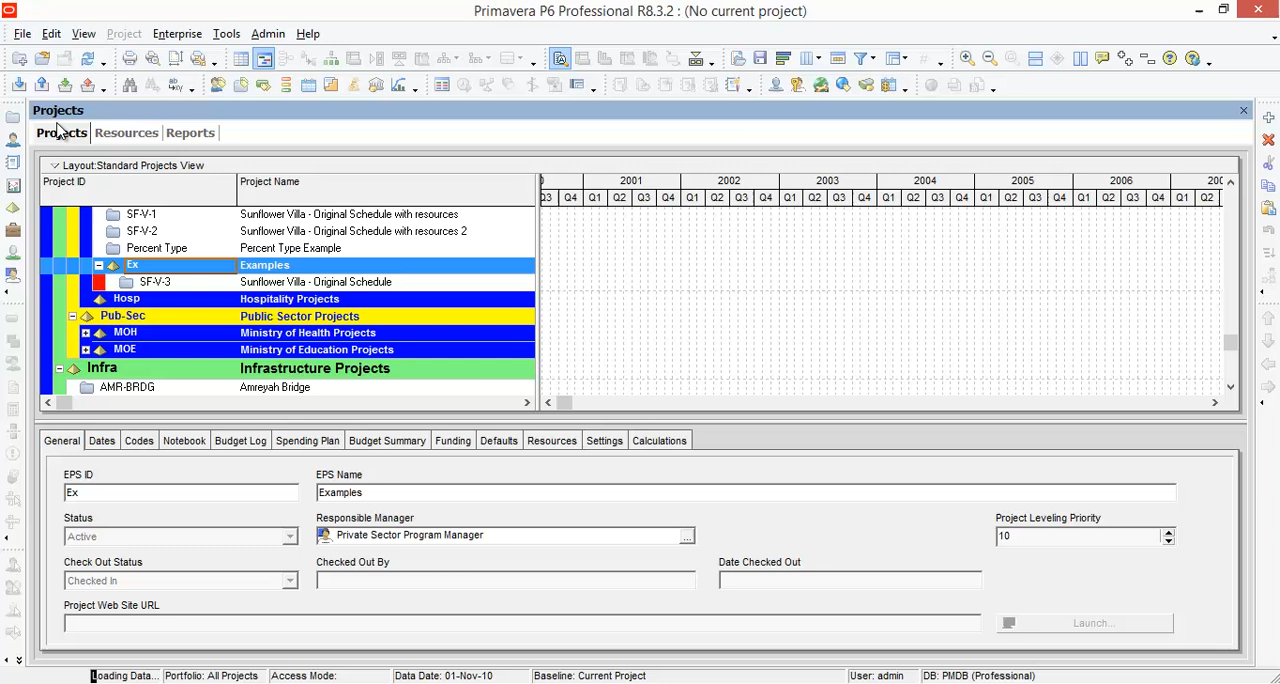 Primavera P6 Professional R8.3.2 : (No current project)
File Edit View Project Enterprise Tools Admin Help
Projects
Projects Resources Reports
Layout:Standard Projects View
Project ID Project Name
2001 2002 2003 2004 2005 2006
Q3 Q4 Q1 Q2 Q3 Q4 Q1 Q2 Q3 Q4 Q1 Q2 Q3 Q4 Q1 Q2 Q3 Q4 Q1 Q2 Q3 Q4 Q1 Q2 Q3 Q4 Q1 Q2
SF-V-1 Sunflower Villa - Original Schedule with resources
SF-V-2 Sunflower Villa - Original Schedule with resources 2
Percent Type Percent Type Example
Ex Examples
SF-V-3 Sunflower Villa - Original Schedule
Hosp Hospitality Projects
Pub-Sec Public Sector Projects
MOH Ministry of Health Projects
MOE Ministry of Education Projects
Infra Infrastructure Projects
AMR-BRDG Amreyah Bridge
General Dates Codes Notebook Budget Log Spending Plan Budget Summary Funding Defaults Resources Settings Calculations
EPS ID EPS Name
Ex Examples
Status Responsible Manager Project Leveling Priority
Active Private Sector Program Manager ... 10
Check Out Status Checked Out By Date Checked Out
Checked In
Project Web Site URL
Launch...
Loading Data... Portfolio: All Projects Access Mode: Data Date: 01-Nov-10 Baseline: Current Project User: admin DB: PMDB (Professional)